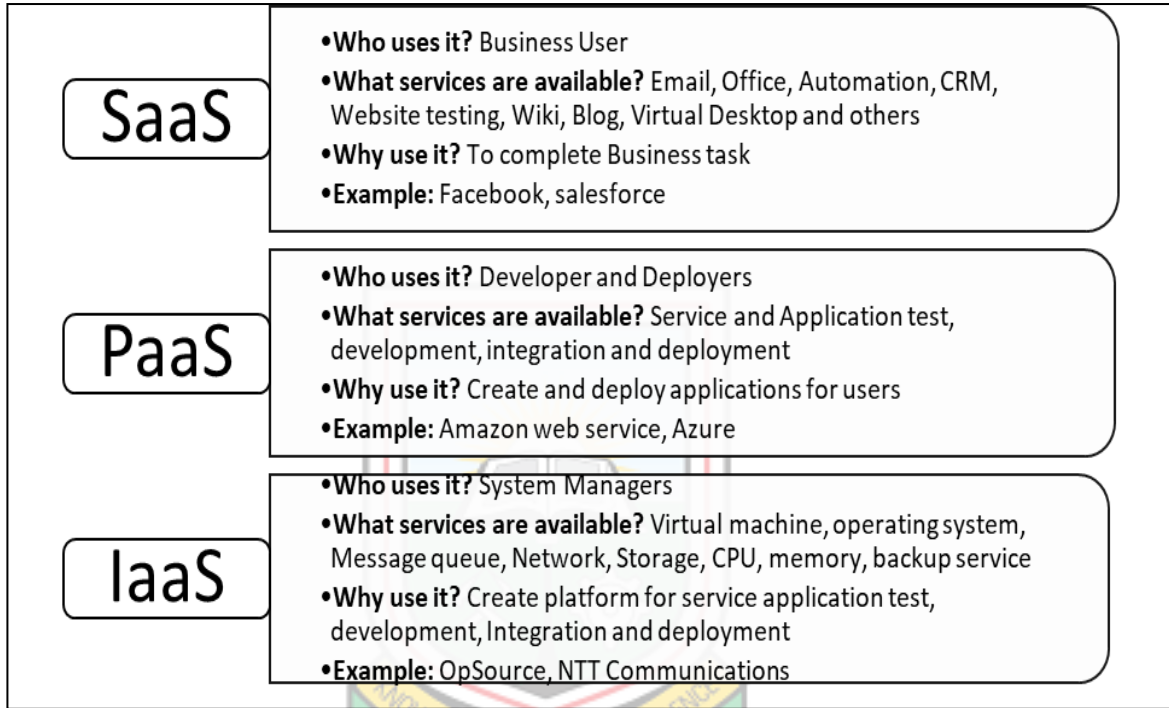 SaaS
•Who uses it? Business User
•What services are available? Email, Office, Automation, CRM,
Website testing, Wiki, Blog, Virtual Desktop and others
•Why use it? To complete Business task
•Example: Facebook, salesforce
PaaS
•Who uses it? Developer and Deployers
•What services are available? Service and Application test,
development, integration and deployment
•Why use it? Create and deploy applications for users
•Example: Amazon web service, Azure
IaaS
•Who uses it? System Managers
•What services are available? Virtual machine, operating system,
Message queue, Network, Storage, CPU, memory, backup service
•Why use it? Create platform for service application test,
development, Integration and deployment
•Example: OpSource, NTT Communications